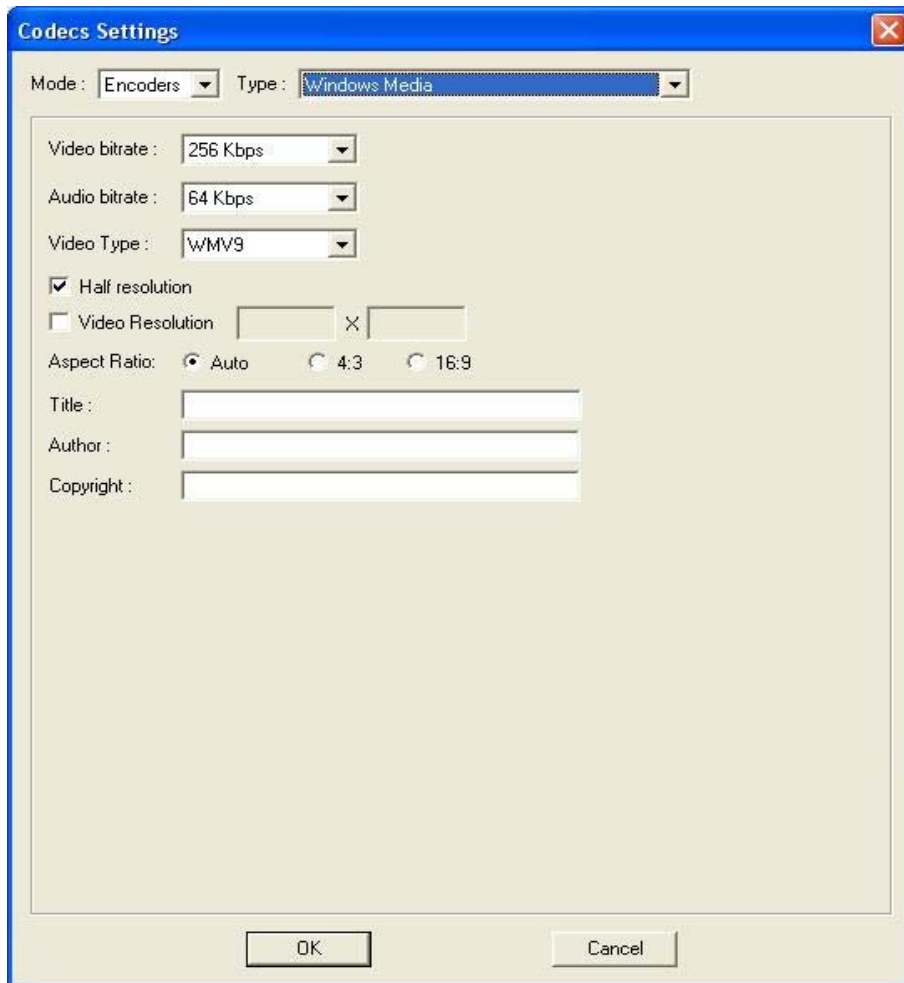 Codecs Settings
Mode : Encoders Type : Windows Media
Video bitrate : 256 Kbps
Audio bitrate : 64 Kbps
Video Type : WMV9
Half resolution
Video Resolution X
Aspect Ratio: Auto 4:3 16:9
Title :
Author :
Copyright :
OK Cancel